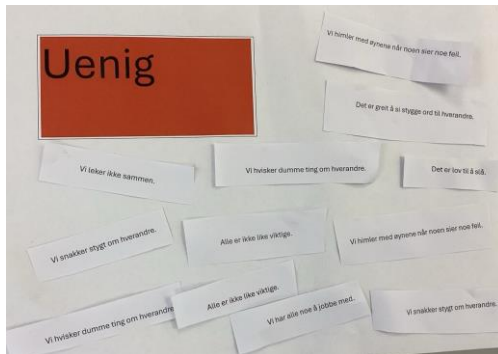 Uenig
Vi himler med øynene når noen sier noe feil.
Det er greit å si stygge ord til hverandre.
Vi leker ikke sammen.
Vi hvisker dumme ting om hverandre.
Det er lov til å slå.
Vi snakker stygt om hverandre.
Alle er ikke like viktige.
Vi himler med øynene når noen sier noe feil.
Vi hvisker dumme ting om hverandre
Alle er ikke like viktige.
Vi har alle noe å jobbe med.
Vi snakker stygt om hverandre.